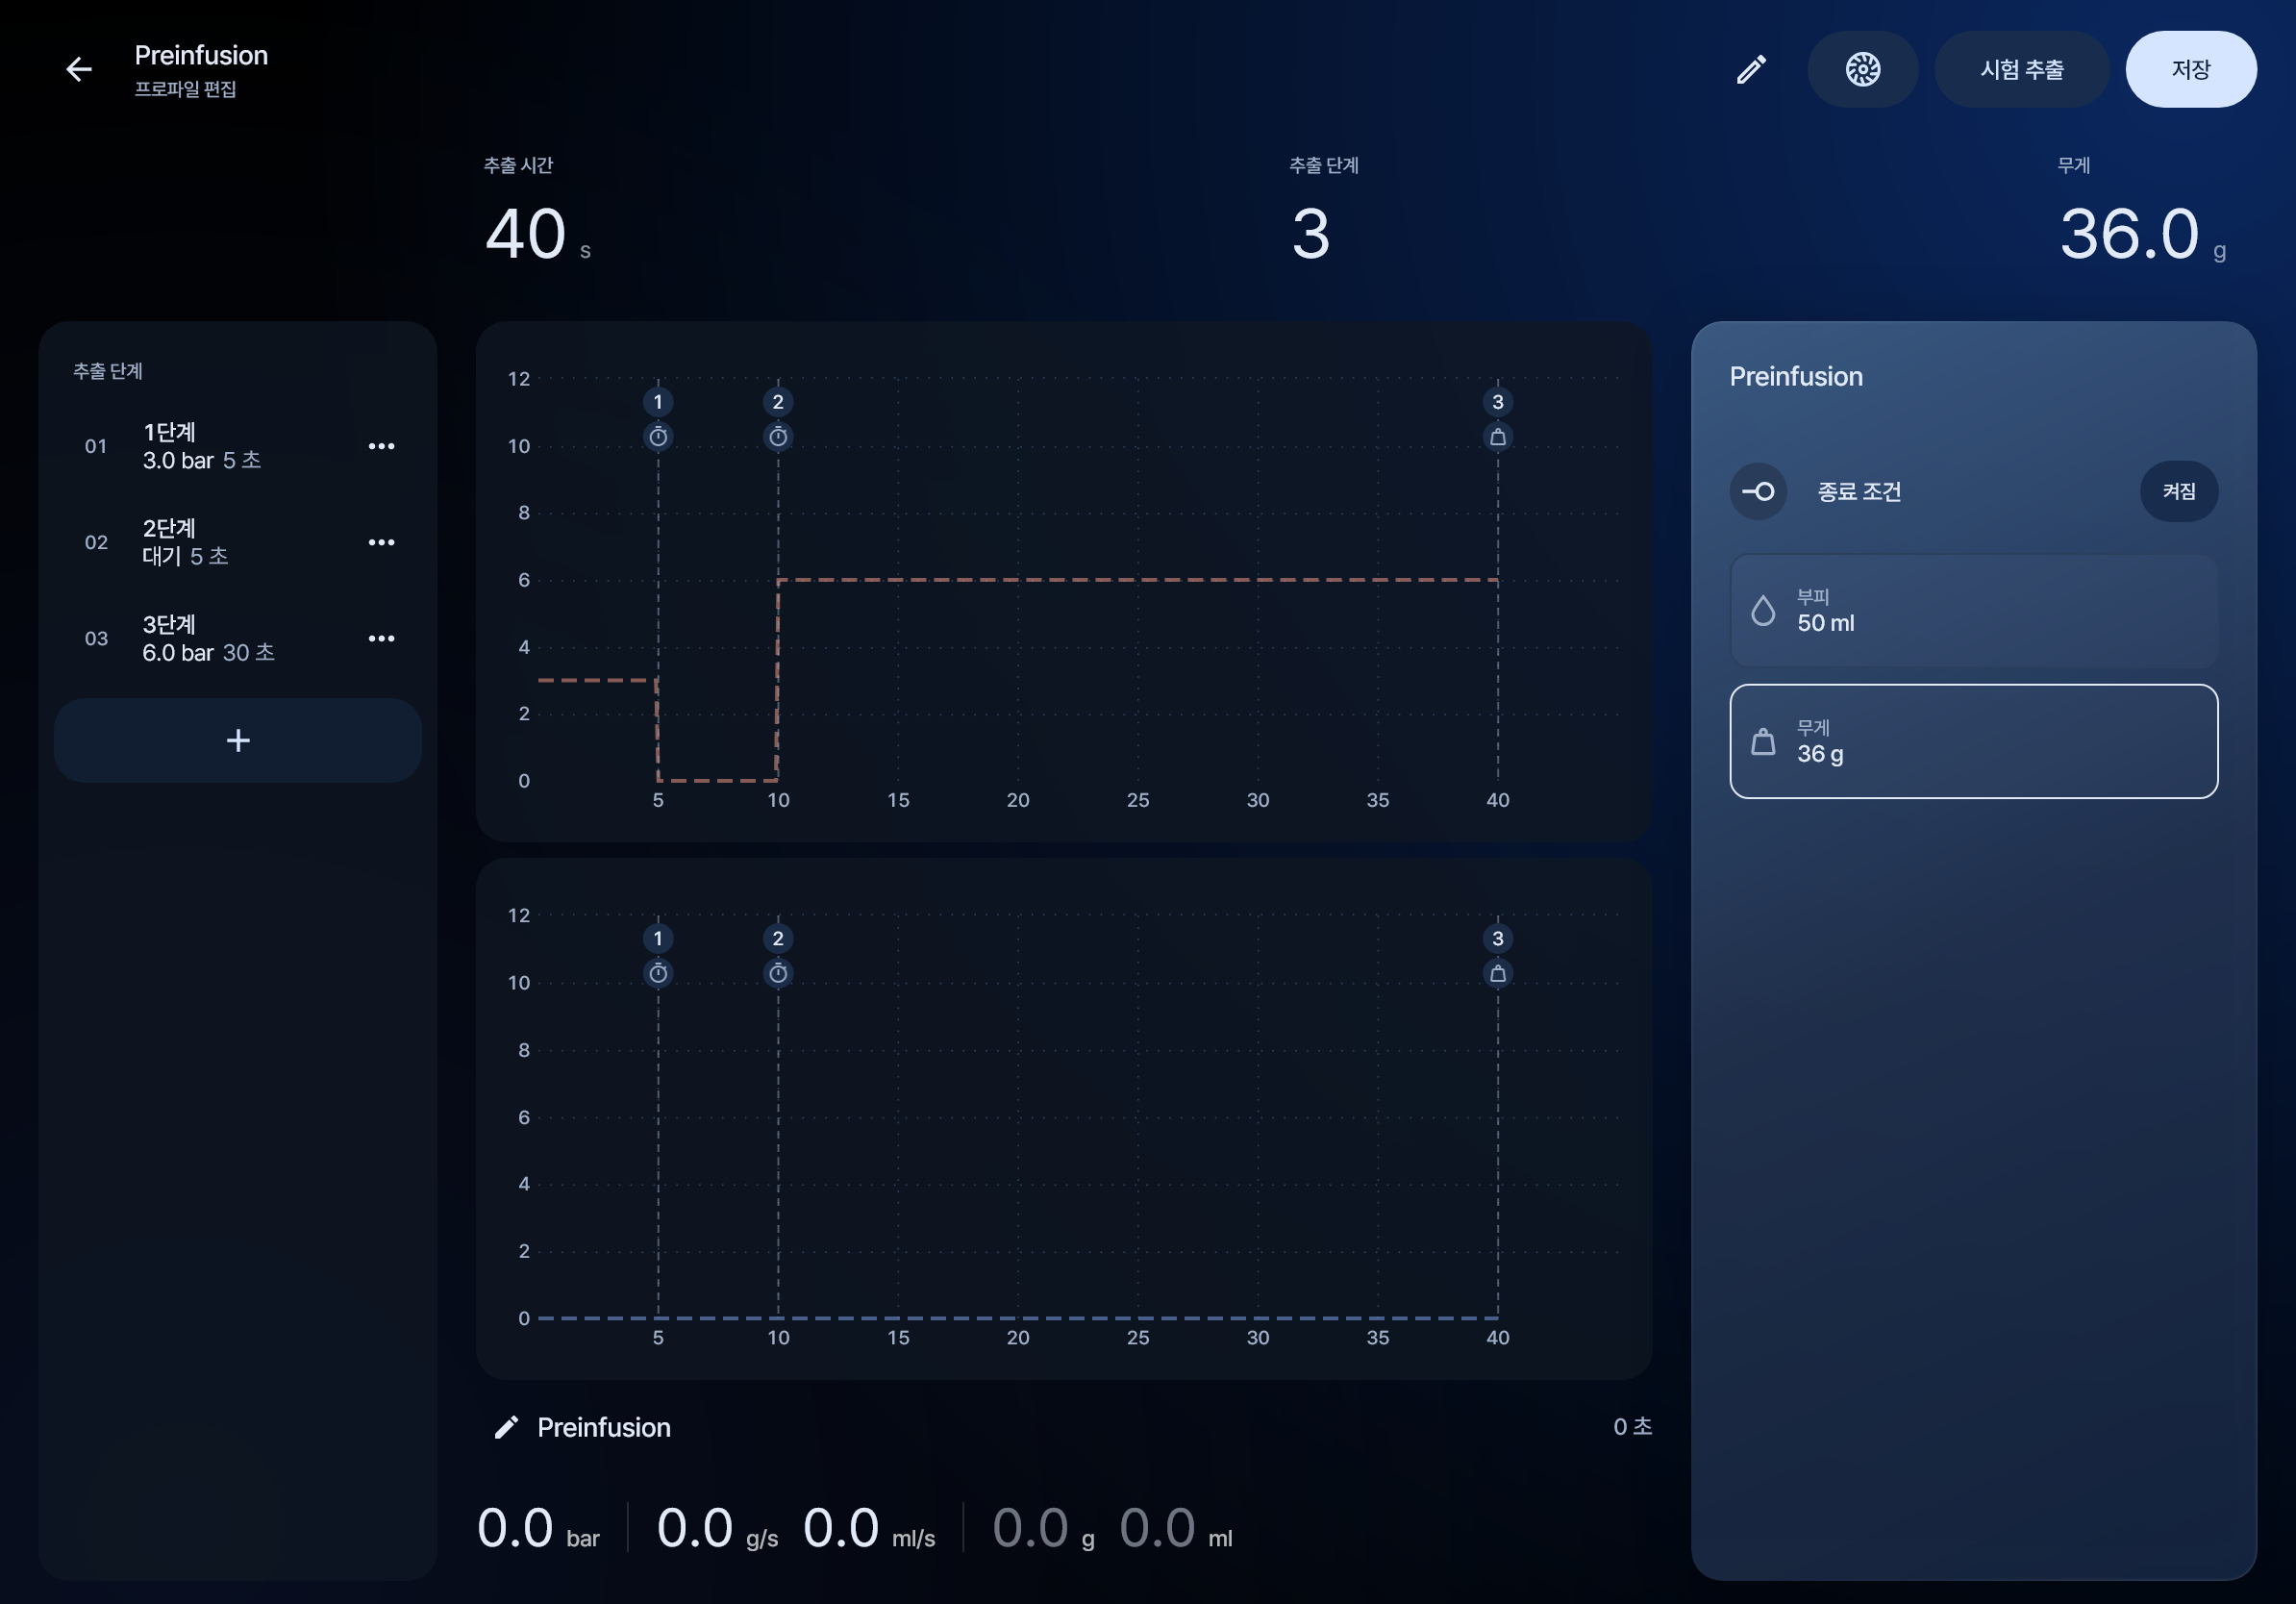 Preinfusion
프로파일 편집
시험 추출
저장
추출 시간
40 s
추출 단계
3
무게
36.0 g
추출 단계
01
1단계
3.0 bar 5 초
02
2단계
대기 5 초
03
3단계
6.0 bar 30 초
+
12
10
8
6
4
2
0
1
2
3
5
10
15
20
25
30
35
40
12
10
8
6
4
2
0
1
2
3
5
10
15
20
25
30
35
40
Preinfusion
0 초
0.0 bar
0.0 g/s
0.0 ml/s
0.0 g
0.0 ml
Preinfusion
종료 조건
켜짐
부피
50 ml
무게
36 g